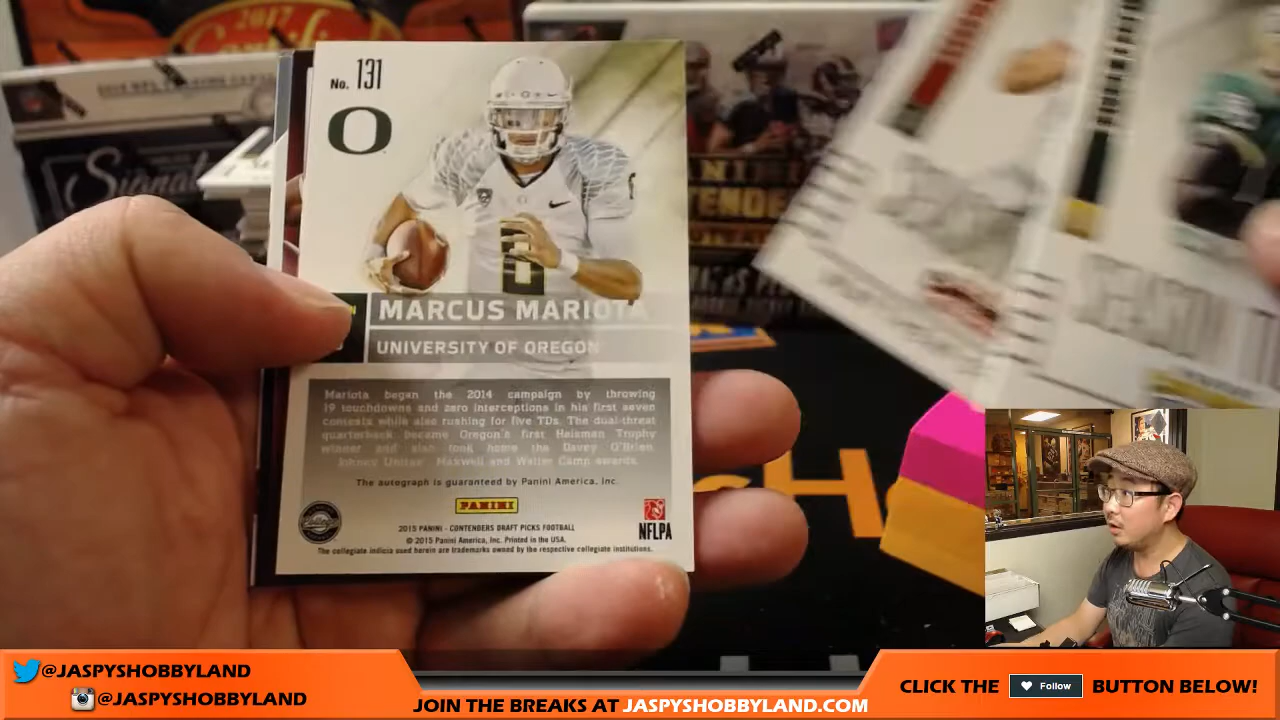 2017
Certified
Signat
No. 131
O
MARCUS MARIOTA
UNIVERSITY OF OREGON
Mariota began the 2014 campaign by throwing
19 touchdowns and zero interceptions in his first seven
contests while also rushing for five TDs. The dual-threat
quarterback became Oregon's first Heisman Trophy
winner and also took home the Davey O'Brien,
Johnny Unitas, Maxwell and Walter Camp awards.
The autograph is guaranteed by Panini America, Inc.
PANINI
2015 PANINI - CONTENDERS DRAFT PICKS FOOTBALL
© 2015 Panini America, Inc. Printed in the USA.
The collegiate indicia used herein are trademarks owned by the respective collegiate institutions.
NFLPA
@JASPYSHOBBYLAND
@JASPYSHOBBYLAND
JOIN THE BREAKS AT JASPYSHOBBYLAND.COM
CLICK THE Follow BUTTON BELOW!